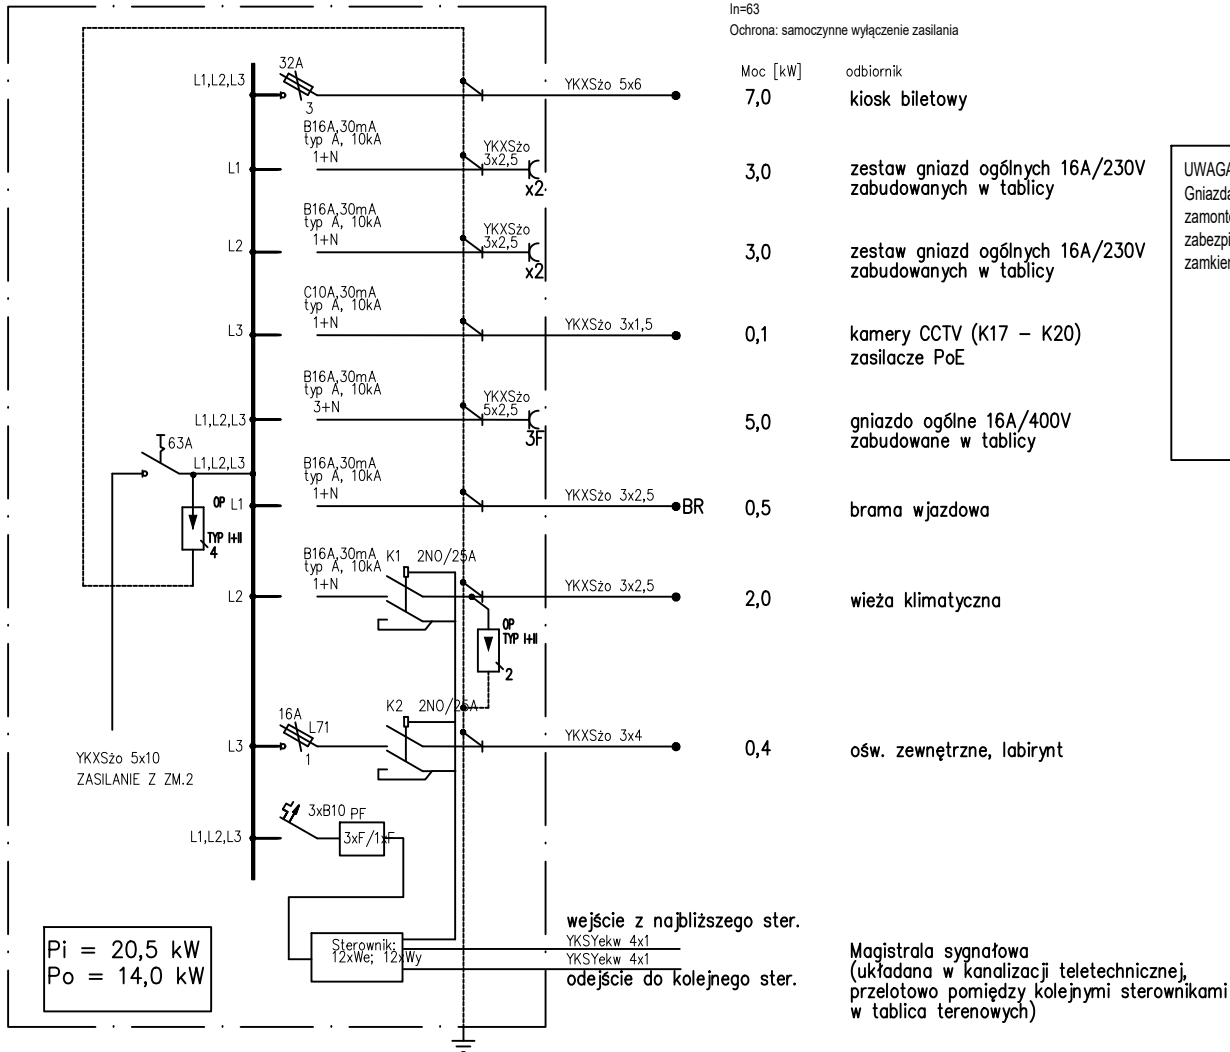 In=63
Ochrona: samoczynne wyłączenie zasilania
Moc [kW]
odbiornik
32A
L1,L2,L3
3
YKXSżo 5x6
7,0
kiosk biletowy
B16A,30mA
typ A, 10kA
1+N
L1
YKXSżo
3x2,5
x2
3,0
zestaw gniazd ogólnych 16A/230V
zabudowanych w tablicy
B16A,30mA
typ A, 10kA
1+N
L2
YKXSżo
3x2,5
x2
3,0
zestaw gniazd ogólnych 16A/230V
zabudowanych w tablicy
C10A,30mA
typ A, 10kA
1+N
L3
YKXSżo 3x1,5
0,1
kamery CCTV (K17 – K20)
zasilacze PoE
B16A,30mA
typ A, 10kA
3+N
L1,L2,L3
YKXSżo
5x2,5
3F
5,0
gniazdo ogólne 16A/400V
zabudowane w tablicy
63A
L1,L2,L3
OP
TYP I+II
4
B16A,30mA
typ A, 10kA
1+N
L1
YKXSżo 3x2,5
BR
0,5
brama wjazdowa
B16A,30mA
typ A, 10kA
1+N
L2
K1
2NO/25A
YKXSżo 3x2,5
2,0
wieża klimatyczna
OP
TYP I+II
2
16A
L71
L3
1
K2
2NO/25A
YKXSżo 3x4
0,4
ośw. zewnętrzne, labirynt
YKXSżo 5x10
ZASILANIE Z ZM.2
3xB10
PF
L1,L2,L3
3xF/1xF
Pi = 20,5 kW
Po = 14,0 kW
Sterownik:
12xWe; 12xWy
wejście z najbliższego ster.
YKSYekw 4x1
YKSYekw 4x1
odejście do kolejnego ster.
Magistrala sygnałowa
(układana w kanalizacji teletechnicznej,
przelotowo pomiędzy kolejnymi sterownikami
w tablica terenowych)
UWAGA